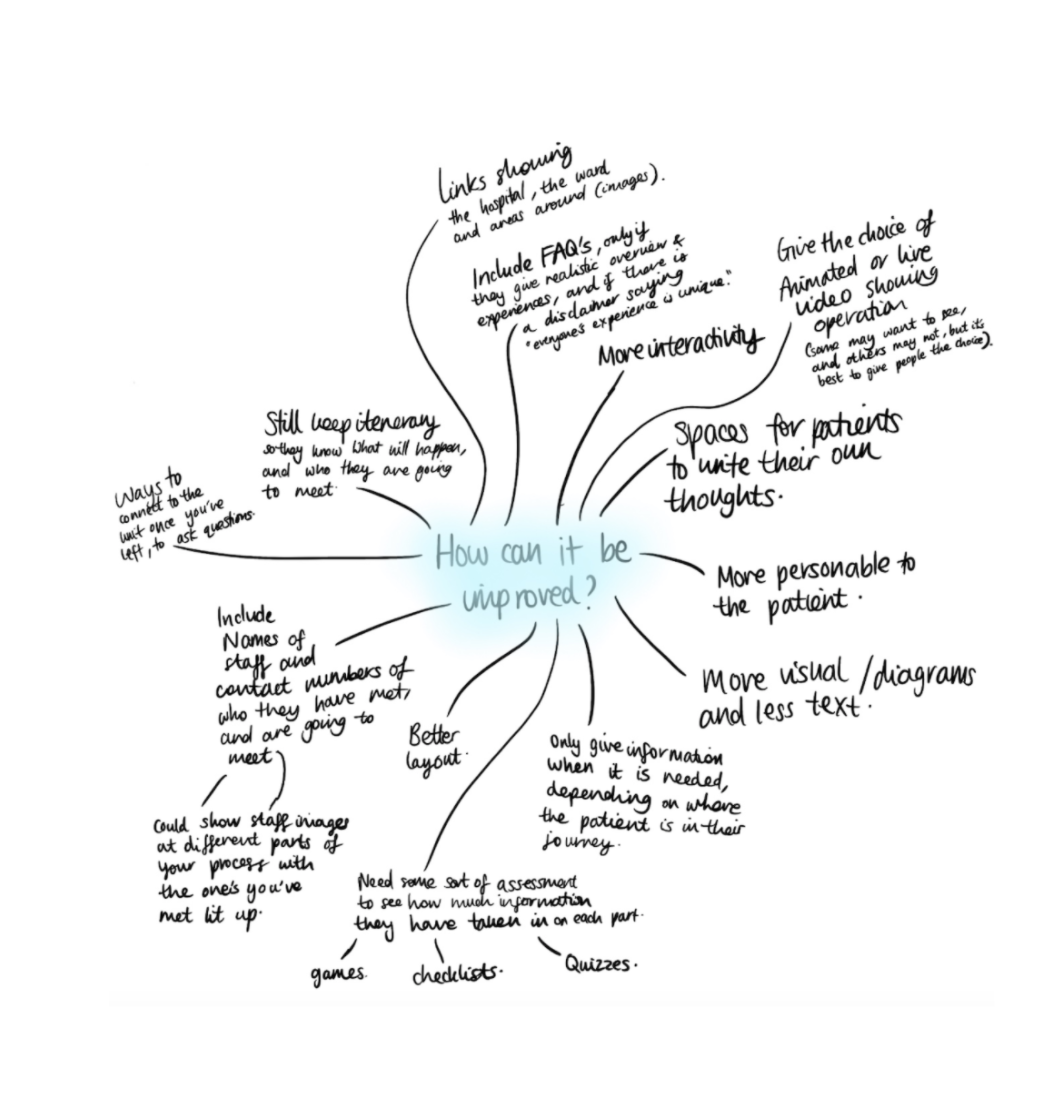 Links showing
the hospital, the ward
and areas around (images).
Include FAQ's, only if
they give realistic overview &
experiences, and if there is
a disclaimer saying
"everyone's experience is unique."
More interactivity
Give the choice of
Animated or live
video showing
operation
(some may want to see,
and others may not, but its
best to give people the choice).
Still keep itenerary
so they know what will happen,
and who they are going
to meet.
Spaces for patients
to write their own
thoughts.
Ways to
connect to the
unit once you've
left, to ask questions.
How can it be
improved?
More personable to
the patient.
Include
Names of
staff and
contact numbers of
who they have met,
and are going to
meet
More visual /diagrams
and less text.
Better
layout.
Only give information
when it is needed,
depending on where
the patient is in their
journey.
Could show staff images
at different parts of
your process with
the one's you've
met lit up.
Need some sort of assessment
to see how much information
they have taken in on each part.
games.
checklists.
Quizzes.